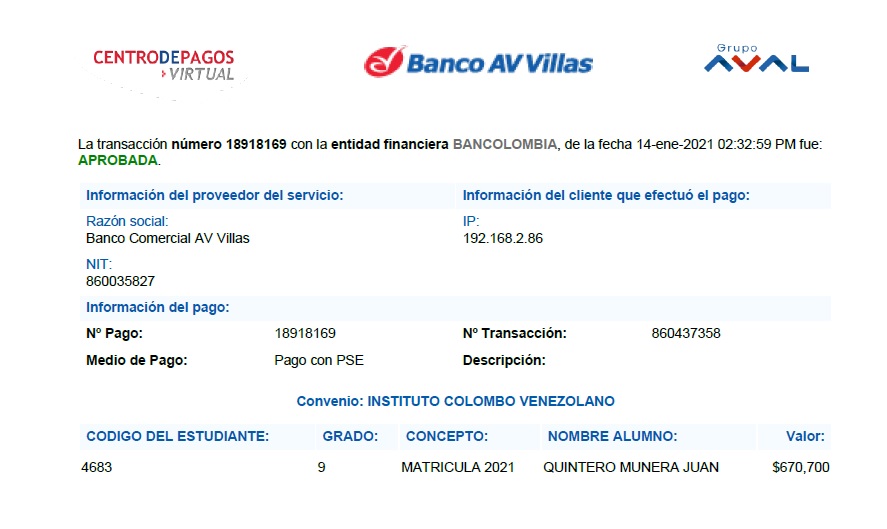 CENTRODEPAGOS
VIRTUAL
Banco AV Villas
Grupo
AVAL
La transacción número 18918169 con la entidad financiera BANCOLOMBIA, de la fecha 14-ene-2021 02:32:59 PM fue:
APROBADA.
Información del proveedor del servicio: Información del cliente que efectuó el pago:
Razón social: IP:
Banco Comercial AV Villas 192.168.2.86
NIT:
860035827
Información del pago:
Nº Pago: 18918169 Nº Transacción: 860437358
Medio de Pago: Pago con PSE Descripción:
Convenio: INSTITUTO COLOMBO VENEZOLANO
CODIGO DEL ESTUDIANTE: GRADO: CONCEPTO: NOMBRE ALUMNO: Valor:
4683 9 MATRICULA 2021 QUINTERO MUNERA JUAN $670,700